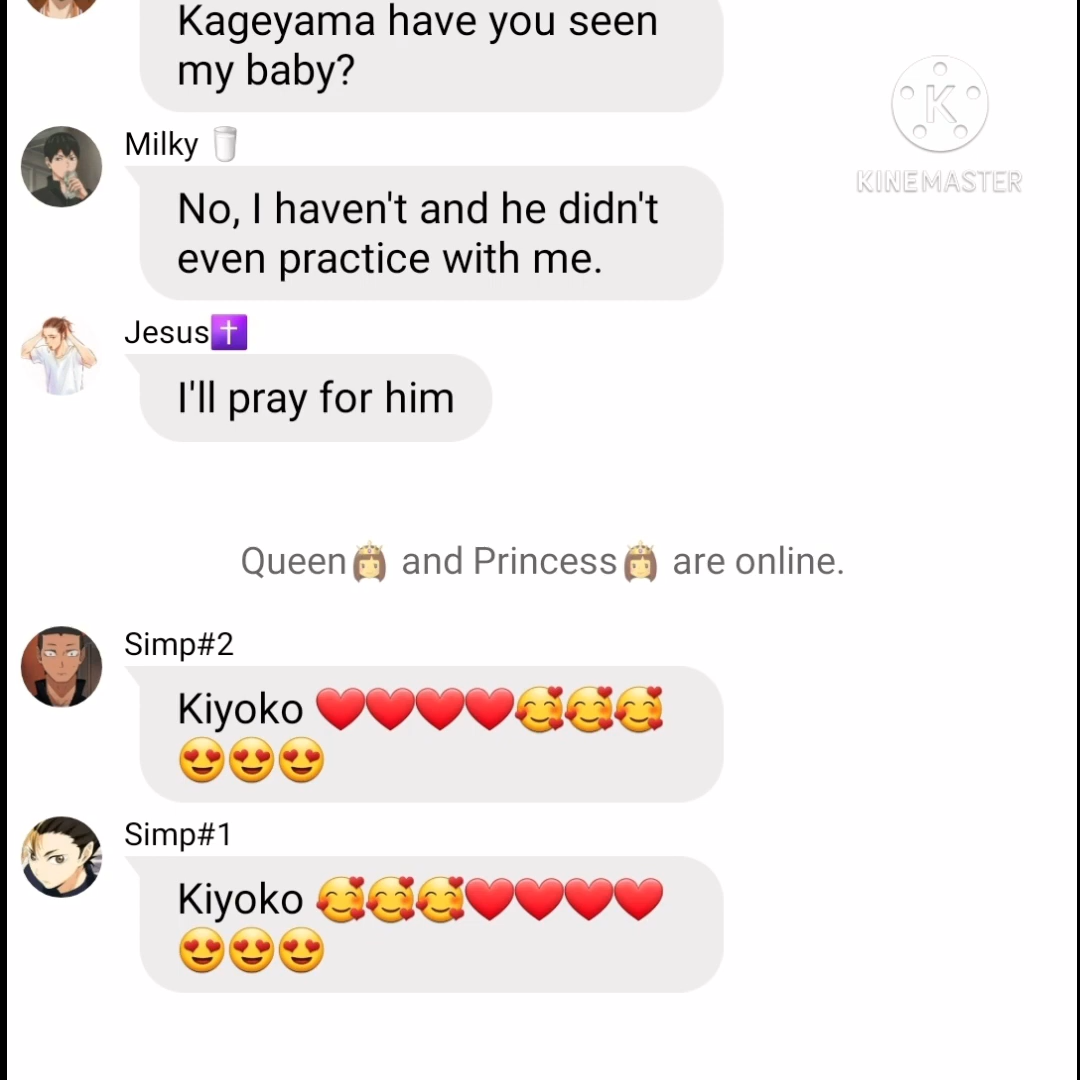 Kageyama have you seen
my baby?
Milky 🥛
No, I haven't and he didn't
even practice with me.
Jesus✝️
I'll pray for him
Queen👸 and Princess👸 are online.
Simp#2
Kiyoko ❤️❤️❤️❤️🥰🥰🥰
😍😍😍
Simp#1
Kiyoko 🥰🥰🥰❤️❤️❤️❤️
😍😍😍
K
KINEMASTER